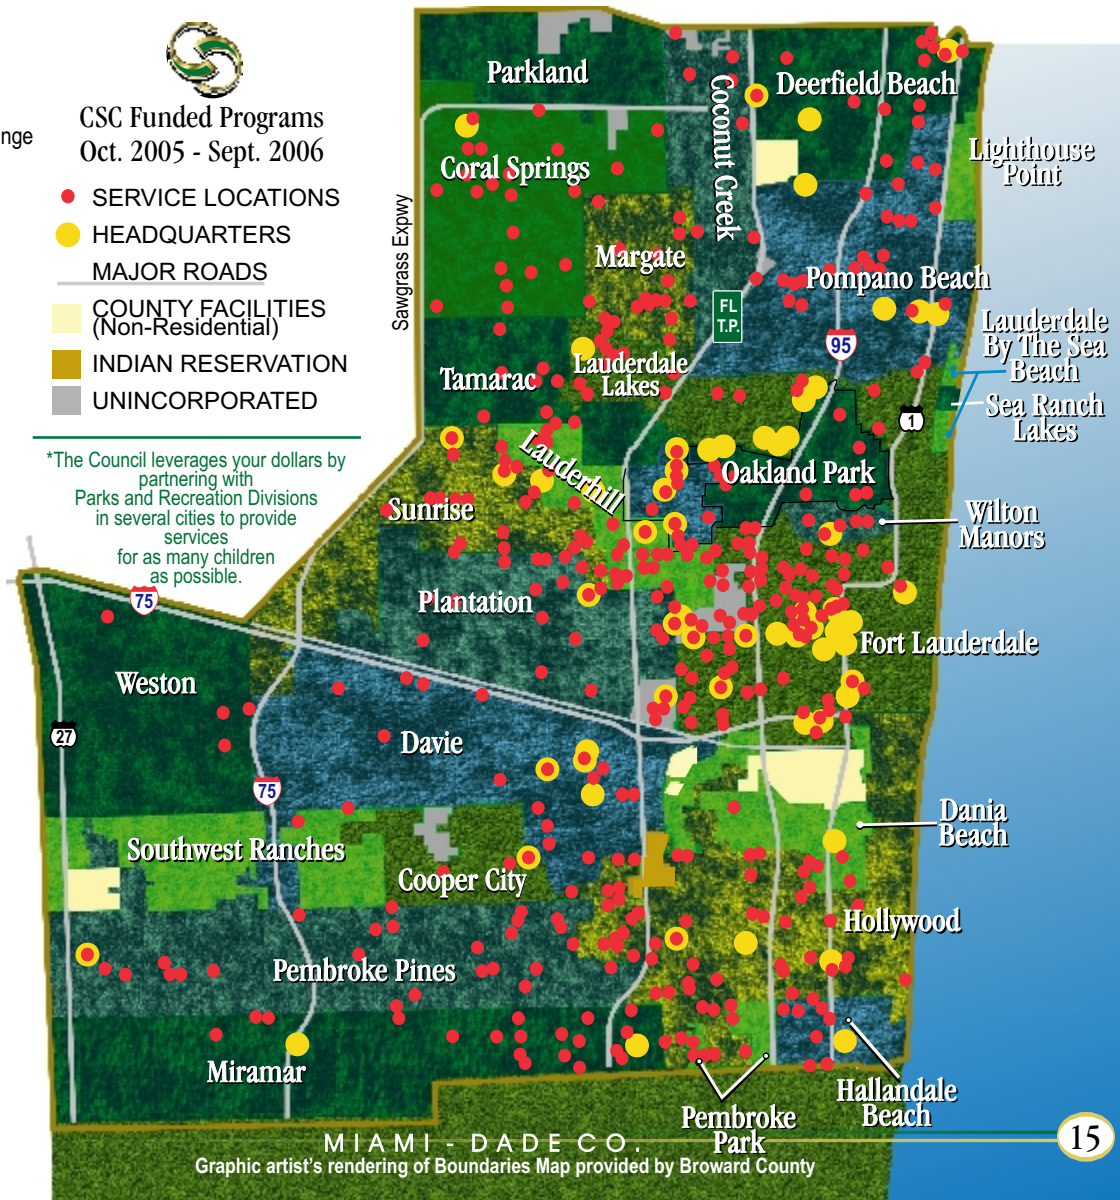 nge
CSC Funded Programs
Oct. 2005 - Sept. 2006
SERVICE LOCATIONS
HEADQUARTERS
MAJOR ROADS
COUNTY FACILITIES
(Non-Residential)
INDIAN RESERVATION
UNINCORPORATED
*The Council leverages your dollars by
partnering with
Parks and Recreation Divisions
in several cities to provide
services
for as many children
as possible.
Sawgrass Expwy
Parkland
Coconut Creek
Deerfield Beach
Coral Springs
Lighthouse
Point
Margate
Pompano Beach
FL
T.P.
95
Lauderdale
By The Sea
Beach
Tamarac
Lauderdale
Lakes
Sea Ranch
Lakes
1
Lauderhill
Oakland Park
Sunrise
Wilton
Manors
75
Plantation
Fort Lauderdale
Weston
27
Davie
75
Dania
Beach
Southwest Ranches
Cooper City
Hollywood
Pembroke Pines
Miramar
Hallandale
Beach
Pembroke
Park
MIAMI - DADE CO.
Graphic artist's rendering of Boundaries Map provided by Broward County
15